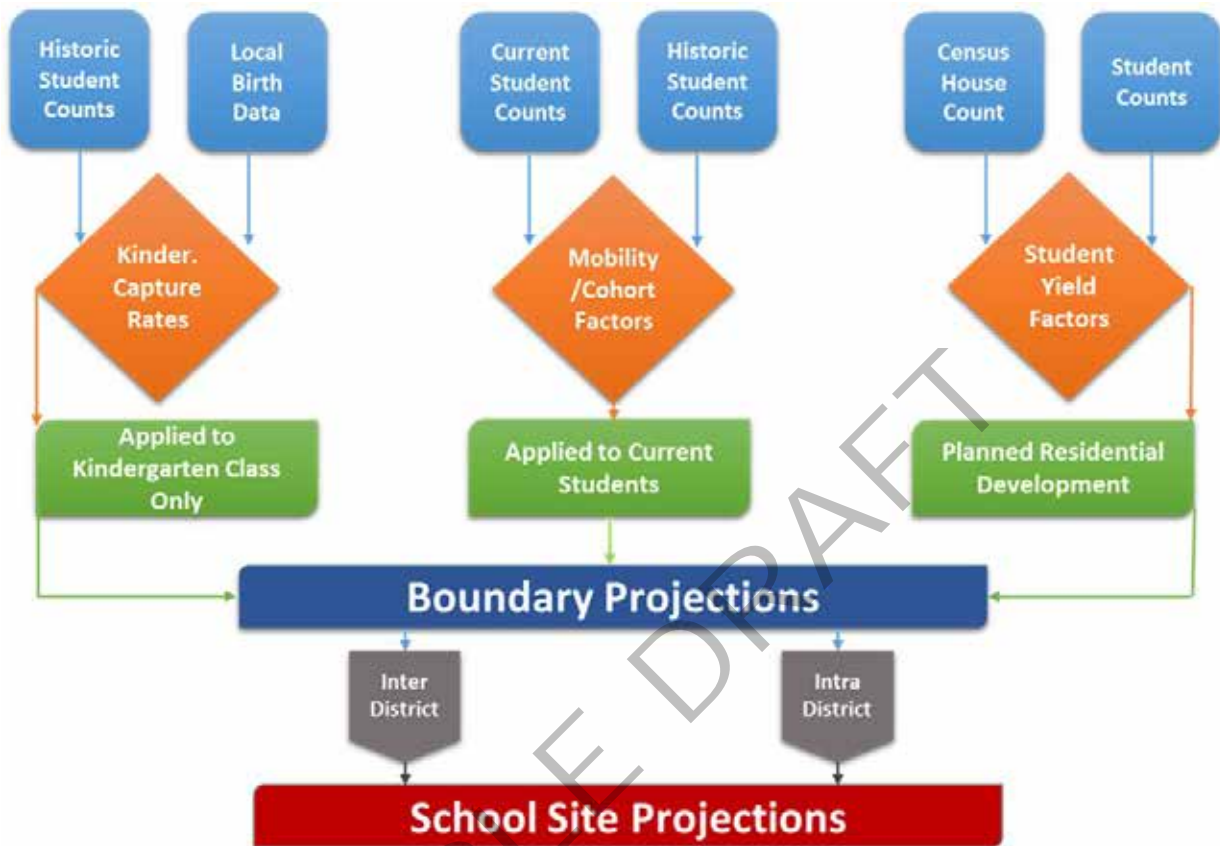 Historic
Student
Counts
Local
Birth
Data
Current
Student
Counts
Historic
Student
Counts
Census
House
Count
Student
Counts
Kinder.
Capture
Rates
Mobility
/Cohort
Factors
Student
Yield
Factors
Applied to
Kindergarten Class
Only
Applied to Current
Students
Planned Residential
Development
Boundary Projections
Inter
District
Intra
District
School Site Projections
LE DRAFT